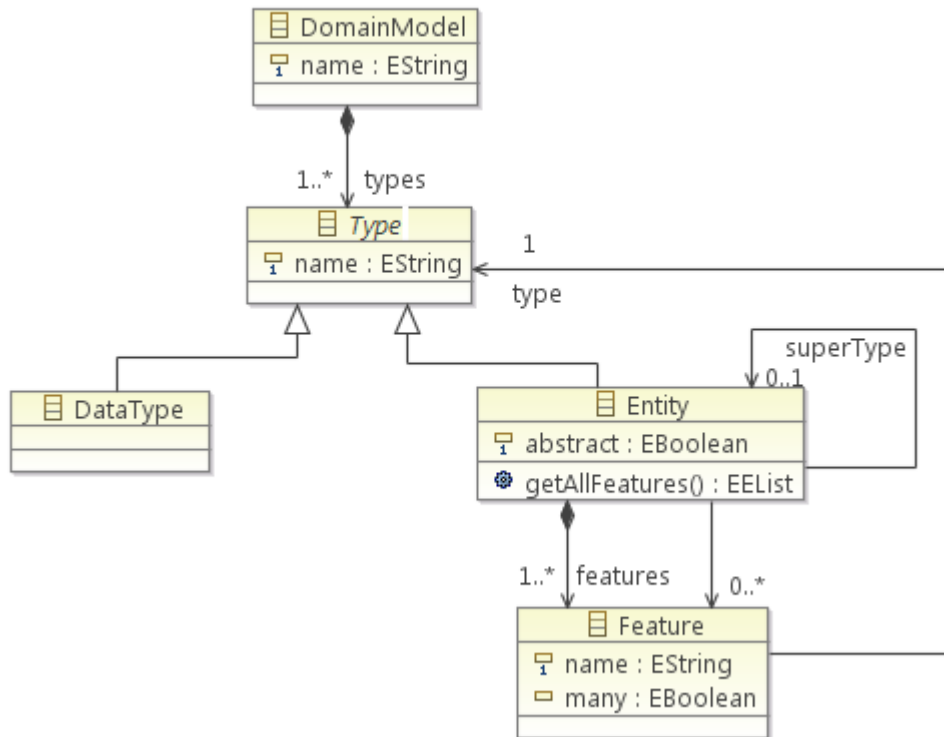 DomainModel
name : EString
1..* types
Type
name : EString
1
type
superType
0..1
DataType
Entity
abstract : EBoolean
getAllFeatures() : EEList
1..* features
0..*
Feature
name : EString
many : EBoolean